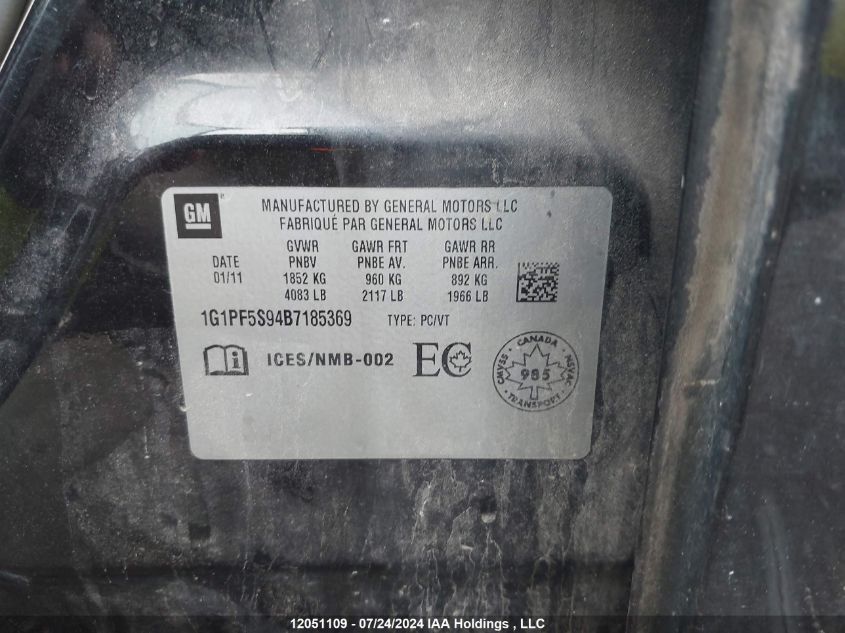 GM
MANUFACTURED BY GENERAL MOTORS LLC
FABRIQUÉ PAR GENERAL MOTORS LLC
GVWR GAWR FRT GAWR RR
DATE PNBV PNBE AV. PNBE ARR.
01/11 1852 KG 960 KG 892 KG
4083 LB 2117 LB 1966 LB
1G1PF5S94B7185369 TYPE: PC/VT
i ICES/NMB-002 EC
CANADA
CMVSS 985 NSVAC
TRANSPORT
12051109 - 07/24/2024 IAA Holdings , LLC